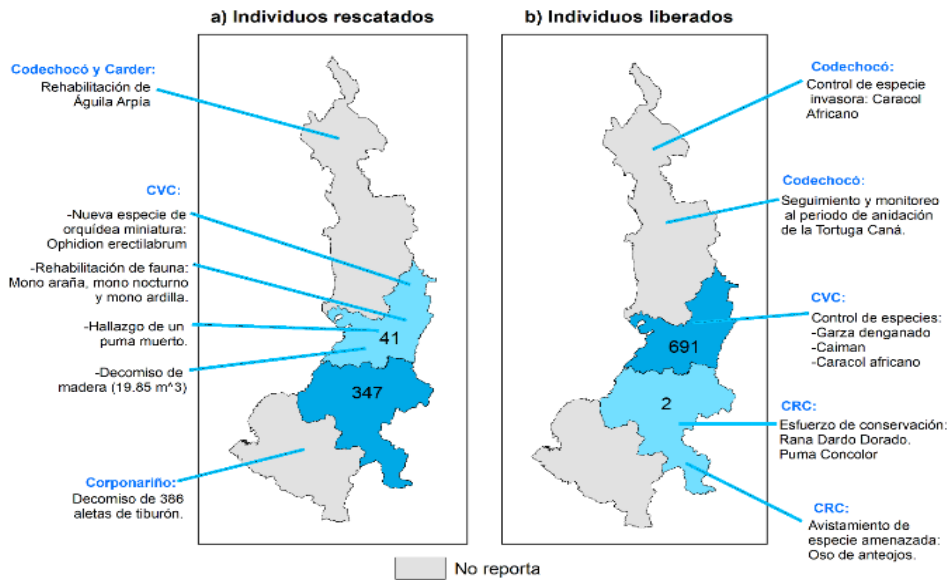 a) Individuos rescatados
Codechocó y Carder:
Rehabilitación de
Águila Arpía
CVC:
-Nueva especie de
orquídea miniatura:
Ophidion erectilabrum
-Rehabilitación de fauna:
Mono araña, mono nocturno
y mono ardilla.
-Hallazgo de un
puma muerto.
-Decomiso de
madera (19.85 m^3)
Corponariño:
Decomiso de 386
aletas de tiburón.
41
347
b) Individuos liberados
691
2
Codechocó:
Control de especie
invasora: Caracol
Africano
Codechocó:
Seguimiento y monitoreo
al periodo de anidación
de la Tortuga Caná.
CVC:
Control de especies:
-Garza denganado
-Caiman
-Caracol africano
CRC:
Esfuerzo de conservación:
Rana Dardo Dorado.
Puma Concolor
CRC:
Avistamiento de
especie amenazada:
Oso de anteojos.
No reporta